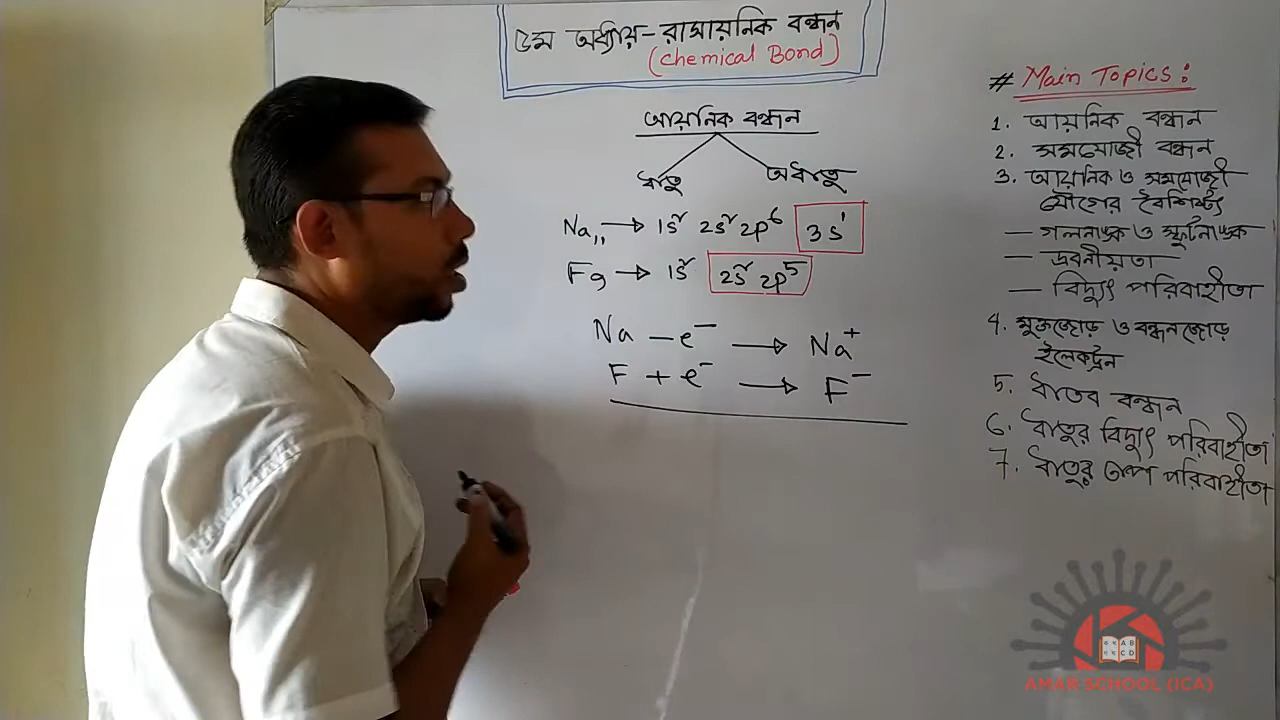 ৫ম অধ্যায়- রাসায়নিক বন্ধন
(Chemical Bond)
আয়নিক বন্ধন
ধাতু অধাতু
Na₁₁ → 1s² 2s² 2p⁶ 3s¹
F₉ → 1s² 2s² 2p⁵
Na – e⁻ → Na⁺
F + e⁻ → F⁻
# Main Topics:
1. আয়নিক বন্ধন
2. সমযোজী বন্ধন
3. আয়নিক ও সমযোজী
যৌগের বৈশিষ্ট্য
– গলনাঙ্ক ও স্ফুটনাঙ্ক
– দ্রবনীয়তা
– বিদ্যুৎ পরিবাহীতা
4. মুক্তজোড় ও বন্ধনজোড়
ইলেকট্রন
5. ধাতব বন্ধন
6. ধাতুর বিদ্যুৎ পরিবাহীতা
7. ধাতুর তাপ পরিবাহীতা
AB
CD
AMAR SCHOOL (ICA)